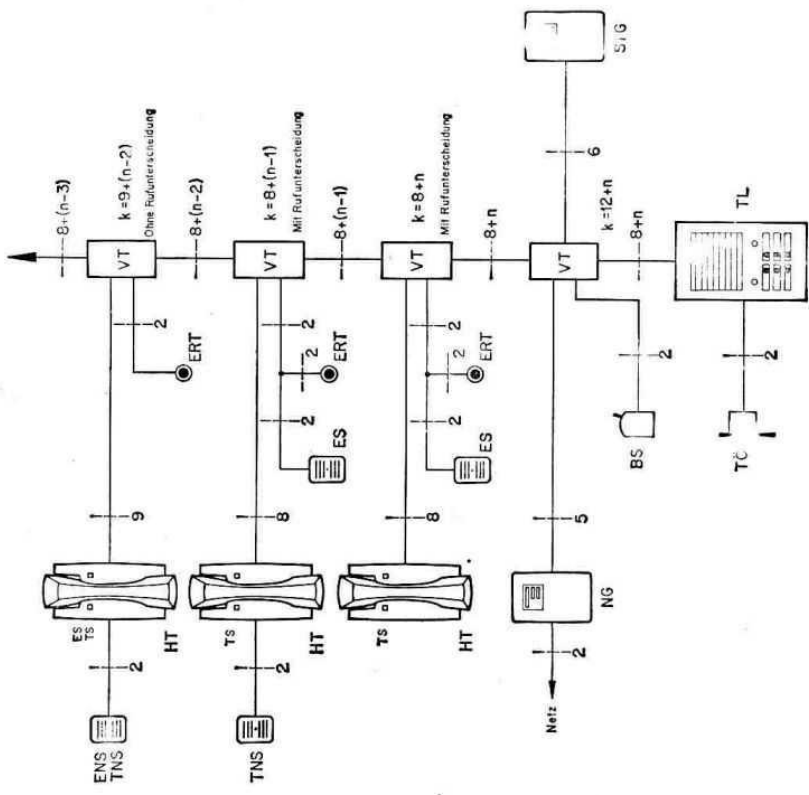 8+(n-3)
k=9+(n-2)
Ohne Rufunterscheidung
VT
2
ERT
9
ES
TS
HT
2
ENS
TNS
8+(n-2)
k=8+(n-1)
Mit Rufunterscheidung
VT
2
2
ERT
2
ES
8
TS
HT
2
TNS
8+(n-1)
k=8+n
Mit Rufunterscheidung
VT
2
2
ERT
2
ES
8
TS
HT
8+n
STG
6
VT
k=12+n
8+n
TL
2
BS
2
TÖ
5
NG
2
Netz